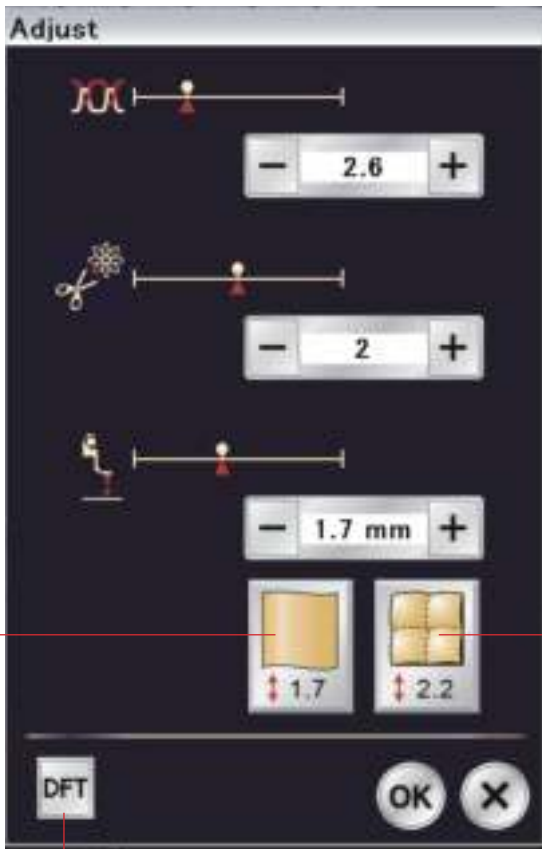 Adjust
− 2.6 +
− 2 +
− 1.7 mm +
1.7 2.2
DFT OK ×